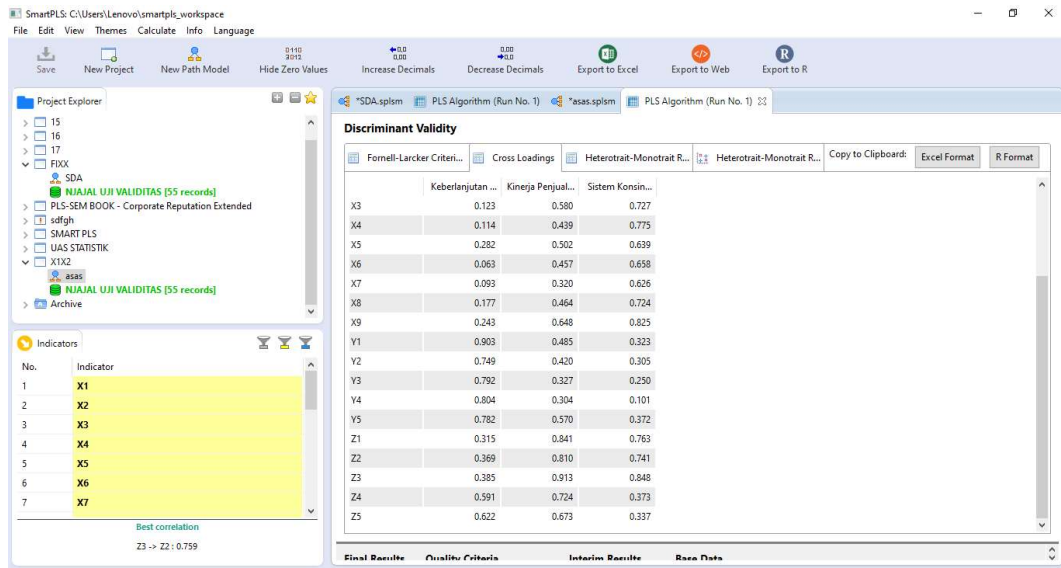 SmartPLS: C:\Users\Lenovo\smartpls_workspace
File Edit View Themes Calculate Info Language
Save New Project New Path Model Hide Zero Values Increase Decimals Decrease Decimals Export to Excel Export to Web Export to R
Project Explorer
15
16
17
FIXX
SDA
NJAJAL UJI VALIDITAS [55 records]
PLS-SEM BOOK - Corporate Reputation Extended
sdfgh
SMART PLS
UAS STATISTIK
X1X2
asas
NJAJAL UJI VALIDITAS [55 records]
Archive
Indicators
No. Indicator
1 X1
2 X2
3 X3
4 X4
5 X5
6 X6
7 X7
Best correlation
Z3 -> Z2 : 0.759
*SDA.splsm PLS Algorithm (Run No. 1) *asas.splsm PLS Algorithm (Run No. 1)
Discriminant Validity
Fornell-Larcker Criteri... Cross Loadings Heterotrait-Monotrait R... Heterotrait-Monotrait R... Copy to Clipboard: Excel Format R Format
Keberlanjutan ... Kinerja Penjual... Sistem Konsin...
X3 0.123 0.580 0.727
X4 0.114 0.439 0.775
X5 0.282 0.502 0.639
X6 0.063 0.457 0.658
X7 0.093 0.320 0.626
X8 0.177 0.464 0.724
X9 0.243 0.648 0.825
Y1 0.903 0.485 0.323
Y2 0.749 0.420 0.305
Y3 0.792 0.327 0.250
Y4 0.804 0.304 0.101
Y5 0.782 0.570 0.372
Z1 0.315 0.841 0.763
Z2 0.369 0.810 0.741
Z3 0.385 0.913 0.848
Z4 0.591 0.724 0.373
Z5 0.622 0.673 0.337
Final Results Quality Criteria Interim Results Base Data